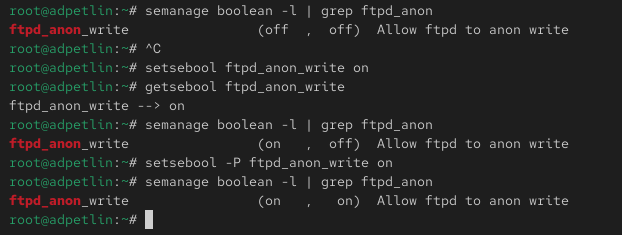 root@adpetlin:~# semanage boolean -l | grep ftpd_anon
ftpd_anon_write                (off  ,  off)  Allow ftpd to anon write
root@adpetlin:~# ^C
root@adpetlin:~# setsebool ftpd_anon_write on
root@adpetlin:~# getsebool ftpd_anon_write
ftpd_anon_write --> on
root@adpetlin:~# semanage boolean -l | grep ftpd_anon
ftpd_anon_write                (on   ,  off)  Allow ftpd to anon write
root@adpetlin:~# setsebool -P ftpd_anon_write on
root@adpetlin:~# semanage boolean -l | grep ftpd_anon
ftpd_anon_write                (on   ,   on)  Allow ftpd to anon write
root@adpetlin:~#